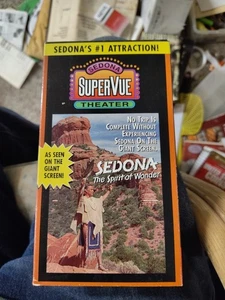 SEDONA'S #1 ATTRACTION!
SEDONA
SUPERVUE
THEATER
NO TRIP IS
COMPLETE WITHOUT
EXPERIENCING
SEDONA ON THE
GIANT SCREEN.
AS SEEN
ON THE
GIANT
SCREEN!
SEDONA
The Spirit of Wonder